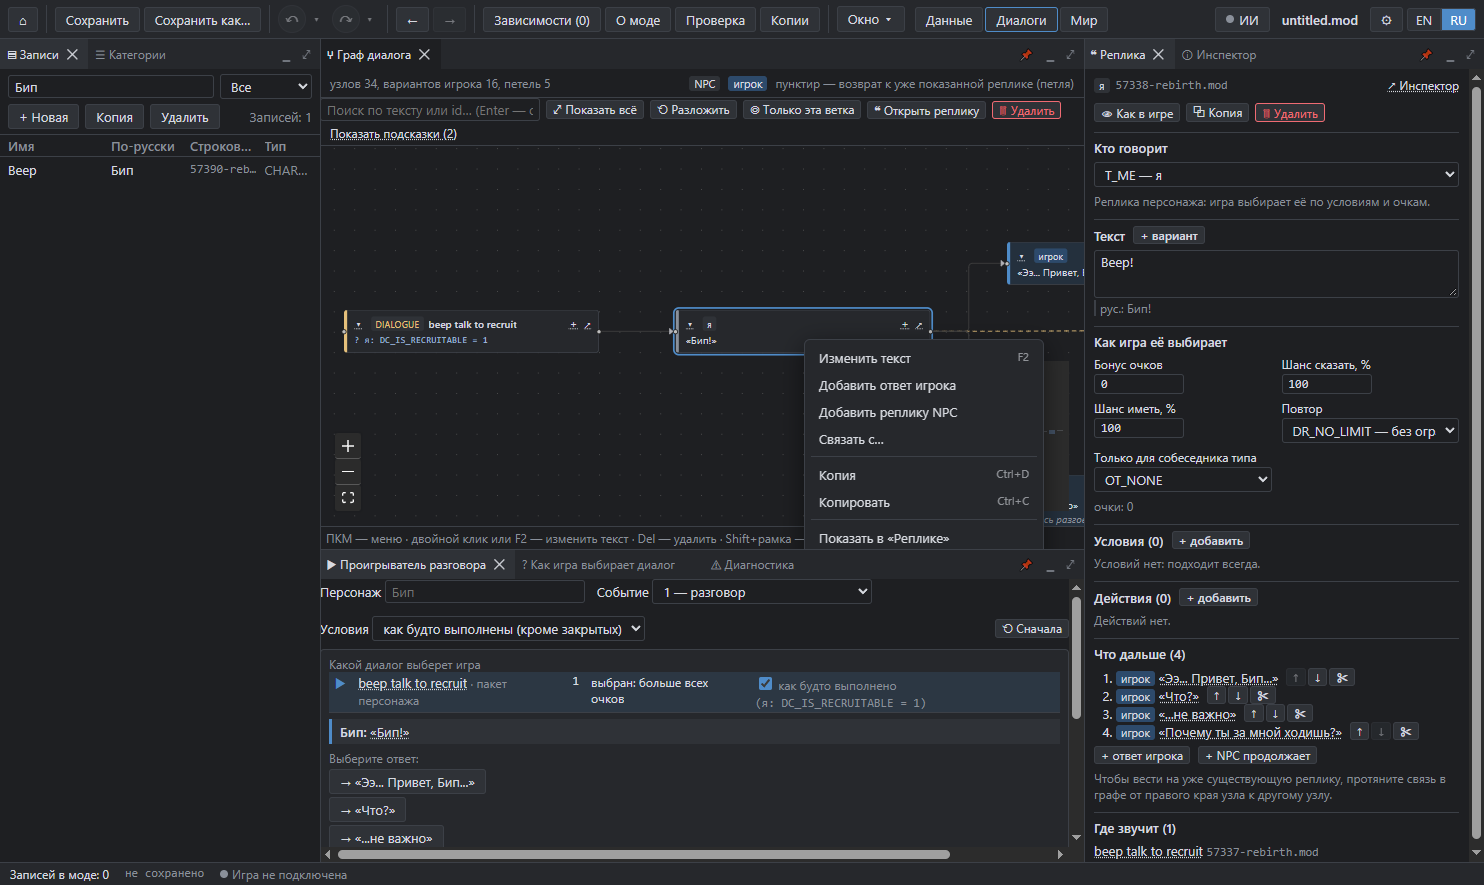 Сохранить Сохранить как... Зависимости (0) О моде Проверка Копии Окно Данные Диалоги Мир ИИ untitled.mod EN RU
Записи Категории
Бип Все
+ Новая Копия Удалить Записей: 1
Имя По-русски Строков... Тип
Beep Бип 57390-reb... CHAR...
Граф диалога
узлов 34, вариантов игрока 16, петель 5 NPC игрок пунктир — возврат к уже показанной реплике (петля)
Поиск по тексту или id... (Enter — с Показать всё Разложить Только эта ветка Открыть реплику Удалить
Показать подсказки (2)
игрок
«Ээ... Привет,
DIALOGUE beep talk to recruit
? я: DC_IS_RECRUITABLE = 1
я
«Бип!»
Изменить текст F2
Добавить ответ игрока
Добавить реплику NPC
Связать с...
Копия Ctrl+D
Копировать Ctrl+C
Показать в «Реплике»
ПКМ — меню · двойной клик или F2 — изменить текст · Del — удалить · Shift+рамка —
Проигрыватель разговора ? Как игра выбирает диалог Диагностика
Персонаж Бип Событие 1 — разговор
Условия как будто выполнены (кроме закрытых) Сначала
Какой диалог выберет игра
beep talk to recruit · пакет персонажа 1 выбран: больше всех очков как будто выполнено
(я: DC_IS_RECRUITABLE = 1)
Бип: «Бип!»
Выберите ответ:
→ «Ээ... Привет, Бип...»
→ «Что?»
→ «...не важно»
Реплика Инспектор
я 57338-rebirth.mod Инспектор
Как в игре Копия Удалить
Кто говорит
T_ME — я
Реплика персонажа: игра выбирает её по условиям и очкам.
Текст + вариант
Beep!
рус.: Бип!
Как игра её выбирает
Бонус очков Шанс сказать, %
0 100
Шанс иметь, % Повтор
100 DR_NO_LIMIT — без огр
Только для собеседника типа
OT_NONE
очки: 0
Условия (0) + добавить
Условий нет: подходит всегда.
Действия (0) + добавить
Действий нет.
Что дальше (4)
1. игрок «Ээ... Привет, Бип...» ↑ ↓
2. игрок «Что?» ↑ ↓
3. игрок «...не важно» ↑ ↓
4. игрок «Почему ты за мной ходишь?» ↑ ↓
+ ответ игрока + NPC продолжает
Чтобы вести на уже существующую реплику, протяните связь в
графе от правого края узла к другому узлу.
Где звучит (1)
beep talk to recruit 57337-rebirth.mod
Записей в моде: 0 не сохранено Игра не подключена